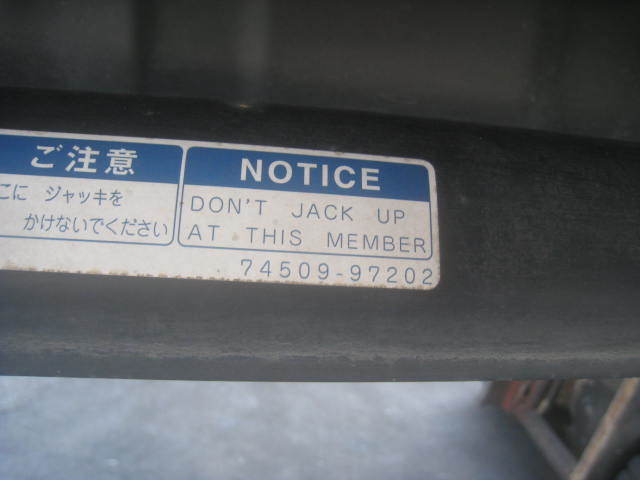 ご注意
こに ジャッキを
かけないでください
NOTICE
DON'T JACK UP
AT THIS MEMBER
74509-97202